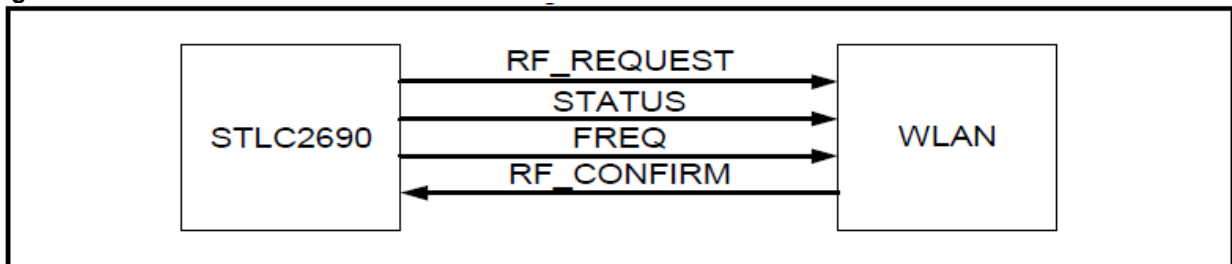 RF_REQUEST
STATUS
STLC2690
FREQ
WLAN
RF_CONFIRM